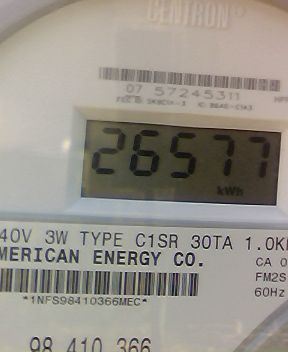 CENTRON®
07 57245311
26577
kWh
40V 3W TYPE C1SR 30TA 1.0K
MERICAN ENERGY CO.
CA 0
FM2S
60Hz
*1NFS98410366MEC*
98 410 366